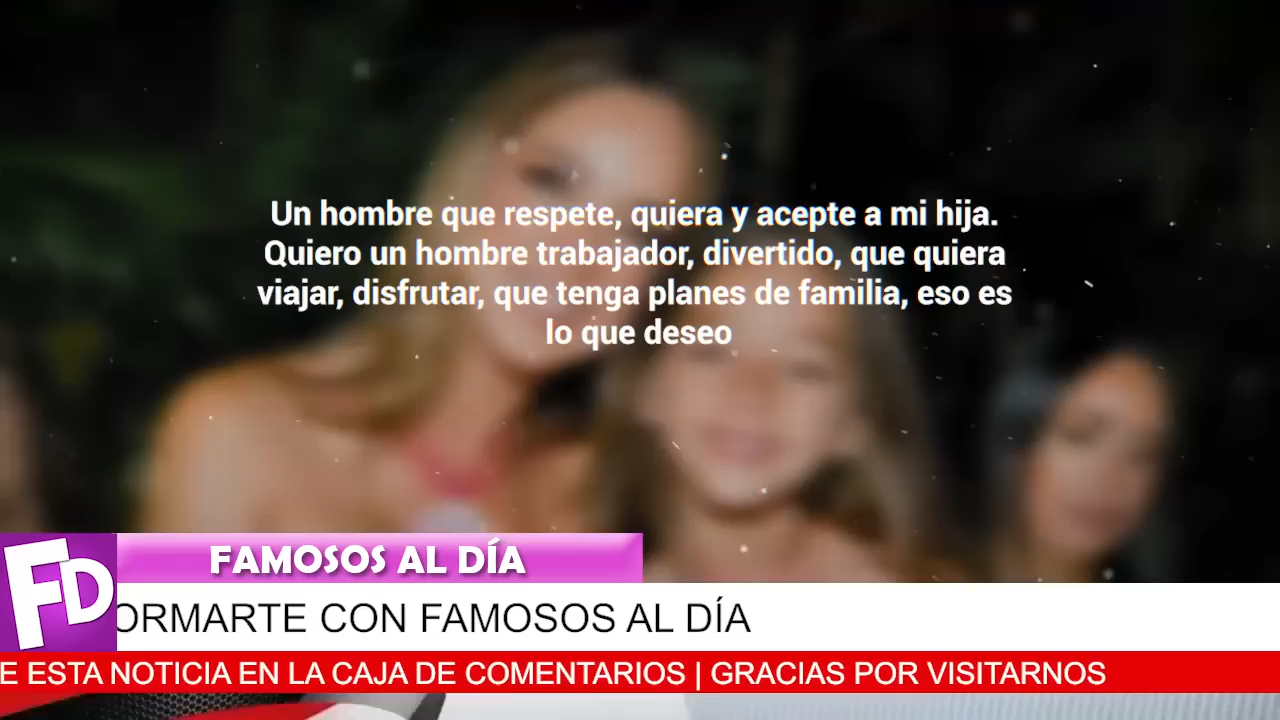 Un hombre que respete, quiera y acepte a mi hija.
Quiero un hombre trabajador, divertido, que quiera
viajar, disfrutar, que tenga planes de familia, eso es
lo que deseo
FAMOSOS AL DÍA
FD
ORMARTE CON FAMOSOS AL DÍA
E ESTA NOTICIA EN LA CAJA DE COMENTARIOS | GRACIAS POR VISITARNOS